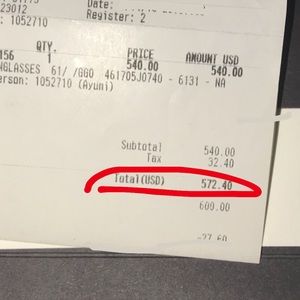 23012
Date:
: 1052710
Register: 2
QTY. PRICE AMOUNT USD
156 1 540.00 540.00
NGLASSES 61/ /GGO 461705J0740 - 6131 - NA
erson: 1052710 (Ayumi)
Subtotal 540.00
Tax 32.40
Total(USD) 572.40
600.00
-27.60